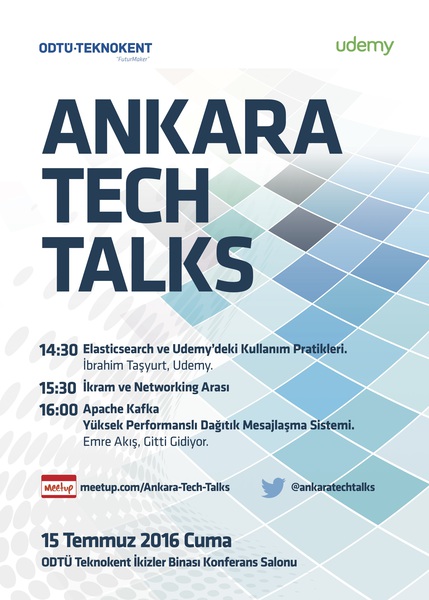 ODTÜ-TEKNOKENT
"FuturMaker"
udemy
ANKARA
TECH
TALKS
14:30 Elasticsearch ve Udemy'deki Kullanım Pratikleri.
İbrahim Taşyurt, Udemy.
15:30 İkram ve Networking Arası
16:00 Apache Kafka
Yüksek Performanslı Dağıtık Mesajlaşma Sistemi.
Emre Akış, Gitti Gidiyor.
Meetup meetup.com/Ankara-Tech-Talks
@ankaratechtalks
15 Temmuz 2016 Cuma
ODTÜ Teknokent İkizler Binası Konferans Salonu